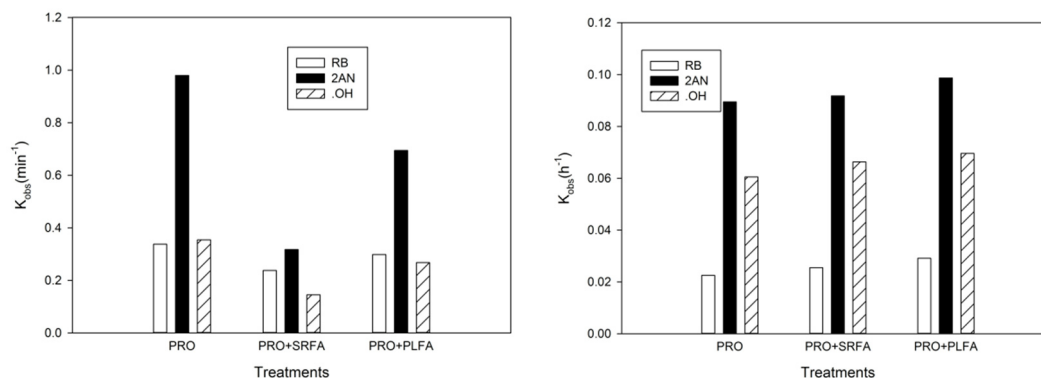 1.2
1.0
0.8
0.6
0.4
0.2
0.0
K_obs(min⁻¹)
RB
2AN
.OH
PRO
PRO+SRFA
PRO+PLFA
Treatments
0.12
0.10
0.08
0.06
0.04
0.02
0.00
K_obs(h⁻¹)
RB
2AN
.OH
PRO
PRO+SRFA
PRO+PLFA
Treatments